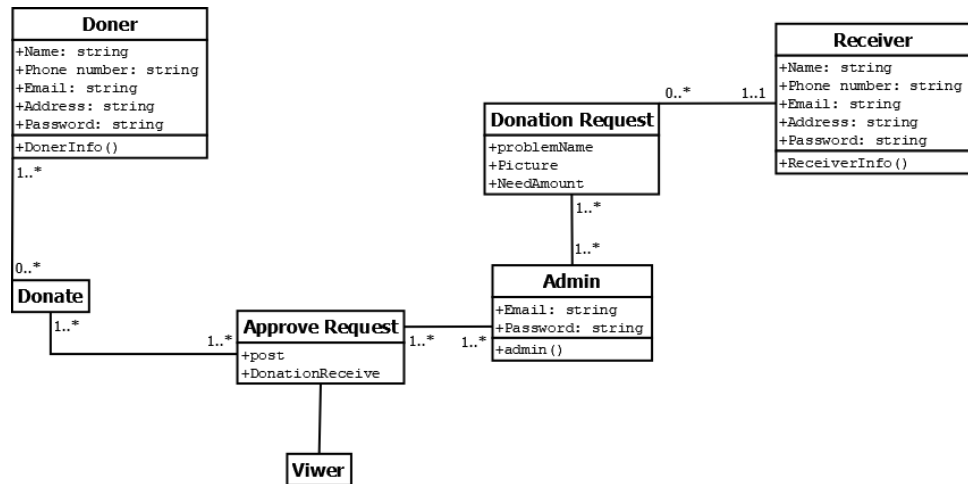 Doner
+Name: string
+Phone number: string
+Email: string
+Address: string
+Password: string
+DonerInfo()
1..*
0..*
Donate
1..*
1..*
Approve Request
+post
+DonationReceive
1..*
1..*
Viwer
Donation Request
+problemName
+Picture
+NeedAmount
0..*
1..1
1..*
1..*
Admin
+Email: string
+Password: string
+admin()
Receiver
+Name: string
+Phone number: string
+Email: string
+Address: string
+Password: string
+ReceiverInfo()